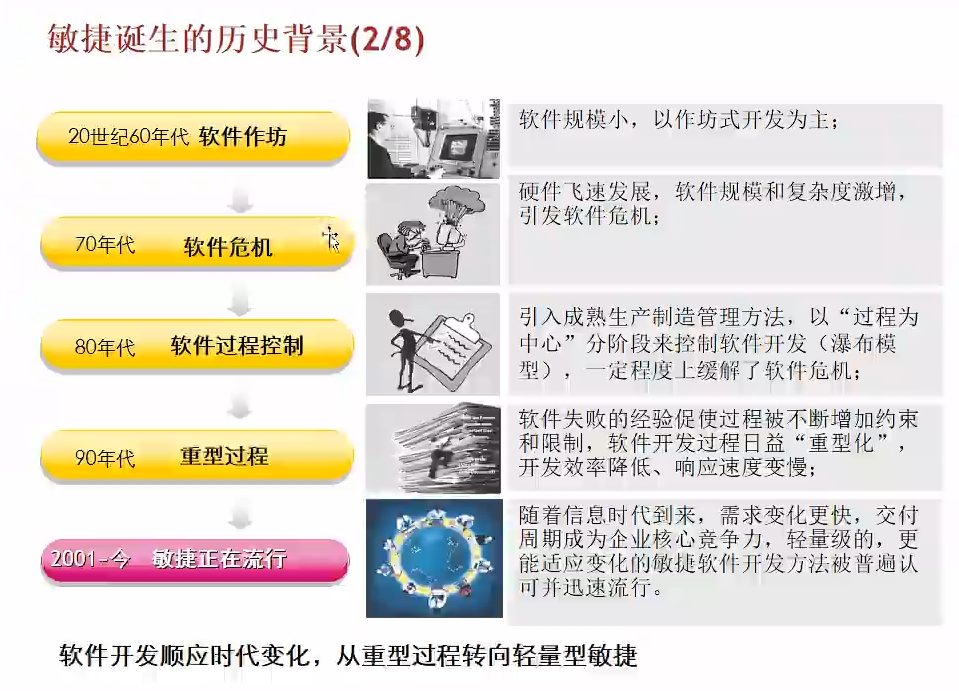 敏捷诞生的历史背景(2/8)
20世纪60年代 软件作坊
软件规模小，以作坊式开发为主；
70年代 软件危机
硬件飞速发展，软件规模和复杂度激增，
引发软件危机；
80年代 软件过程控制
引入成熟生产制造管理方法，以“过程为
中心”分阶段来控制软件开发（瀑布模
型），一定程度上缓解了软件危机；
90年代 重型过程
软件失败的经验促使过程被不断增加约束
和限制，软件开发过程日益“重型化”，
开发效率降低、响应速度变慢；
2001-今 敏捷正在流行
随着信息时代到来，需求变化更快，交付
周期成为企业核心竞争力，轻量级的，更
能适应变化的敏捷软件开发方法被普遍认
可并迅速流行。
软件开发顺应时代变化，从重型过程转向轻量型敏捷